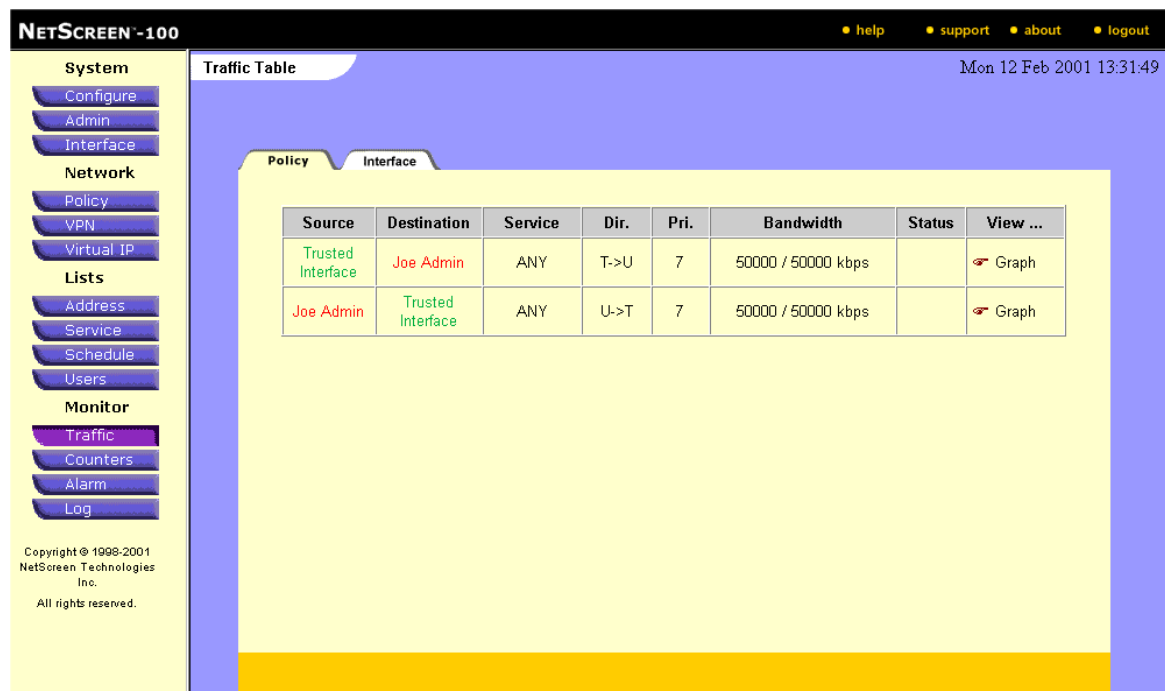 NETSCREEN™-100
help support about logout
System
Configure
Admin
Interface
Network
Policy
VPN
Virtual IP
Lists
Address
Service
Schedule
Users
Monitor
Traffic
Counters
Alarm
Log
Copyright © 1998-2001
NetScreen Technologies
Inc.
All rights reserved.
Traffic Table
Mon 12 Feb 2001 13:31:49
Policy Interface
Source Destination Service Dir. Pri. Bandwidth Status View ...
Trusted
Interface
Joe Admin ANY T->U 7 50000 / 50000 kbps Graph
Joe Admin
Trusted
Interface
ANY U->T 7 50000 / 50000 kbps Graph